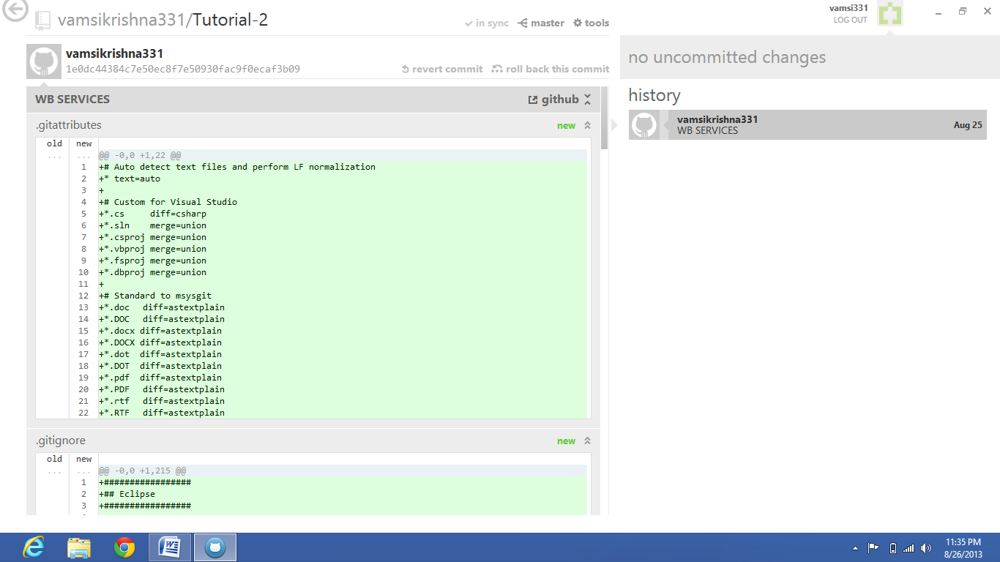 vamsikrishna331/Tutorial-2
in sync master tools
vamsi331
LOG OUT
vamsikrishna331
1e0dc44384c7e50ec8f7e50930fac9f0ecaf3b09
revert commit roll back this commit
WB SERVICES github
.gitattributes new
old new
... ... @@ -0,0 +1,22 @@
1 +# Auto detect text files and perform LF normalization
2 +* text=auto
3 +
4 +# Custom for Visual Studio
5 +*.cs     diff=csharp
6 +*.sln    merge=union
7 +*.csproj merge=union
8 +*.vbproj merge=union
9 +*.fsproj merge=union
10 +*.dbproj merge=union
11 +
12 +# Standard to msysgit
13 +*.doc   diff=astextplain
14 +*.DOC   diff=astextplain
15 +*.docx diff=astextplain
16 +*.DOCX diff=astextplain
17 +*.dot  diff=astextplain
18 +*.DOT  diff=astextplain
19 +*.pdf  diff=astextplain
20 +*.PDF   diff=astextplain
21 +*.rtf   diff=astextplain
22 +*.RTF   diff=astextplain
.gitignore new
old new
... ... @@ -0,0 +1,215 @@
1 +#################
2 +## Eclipse
3 +#################
no uncommitted changes
history
vamsikrishna331
WB SERVICES
Aug 25
11:35 PM
8/26/2013